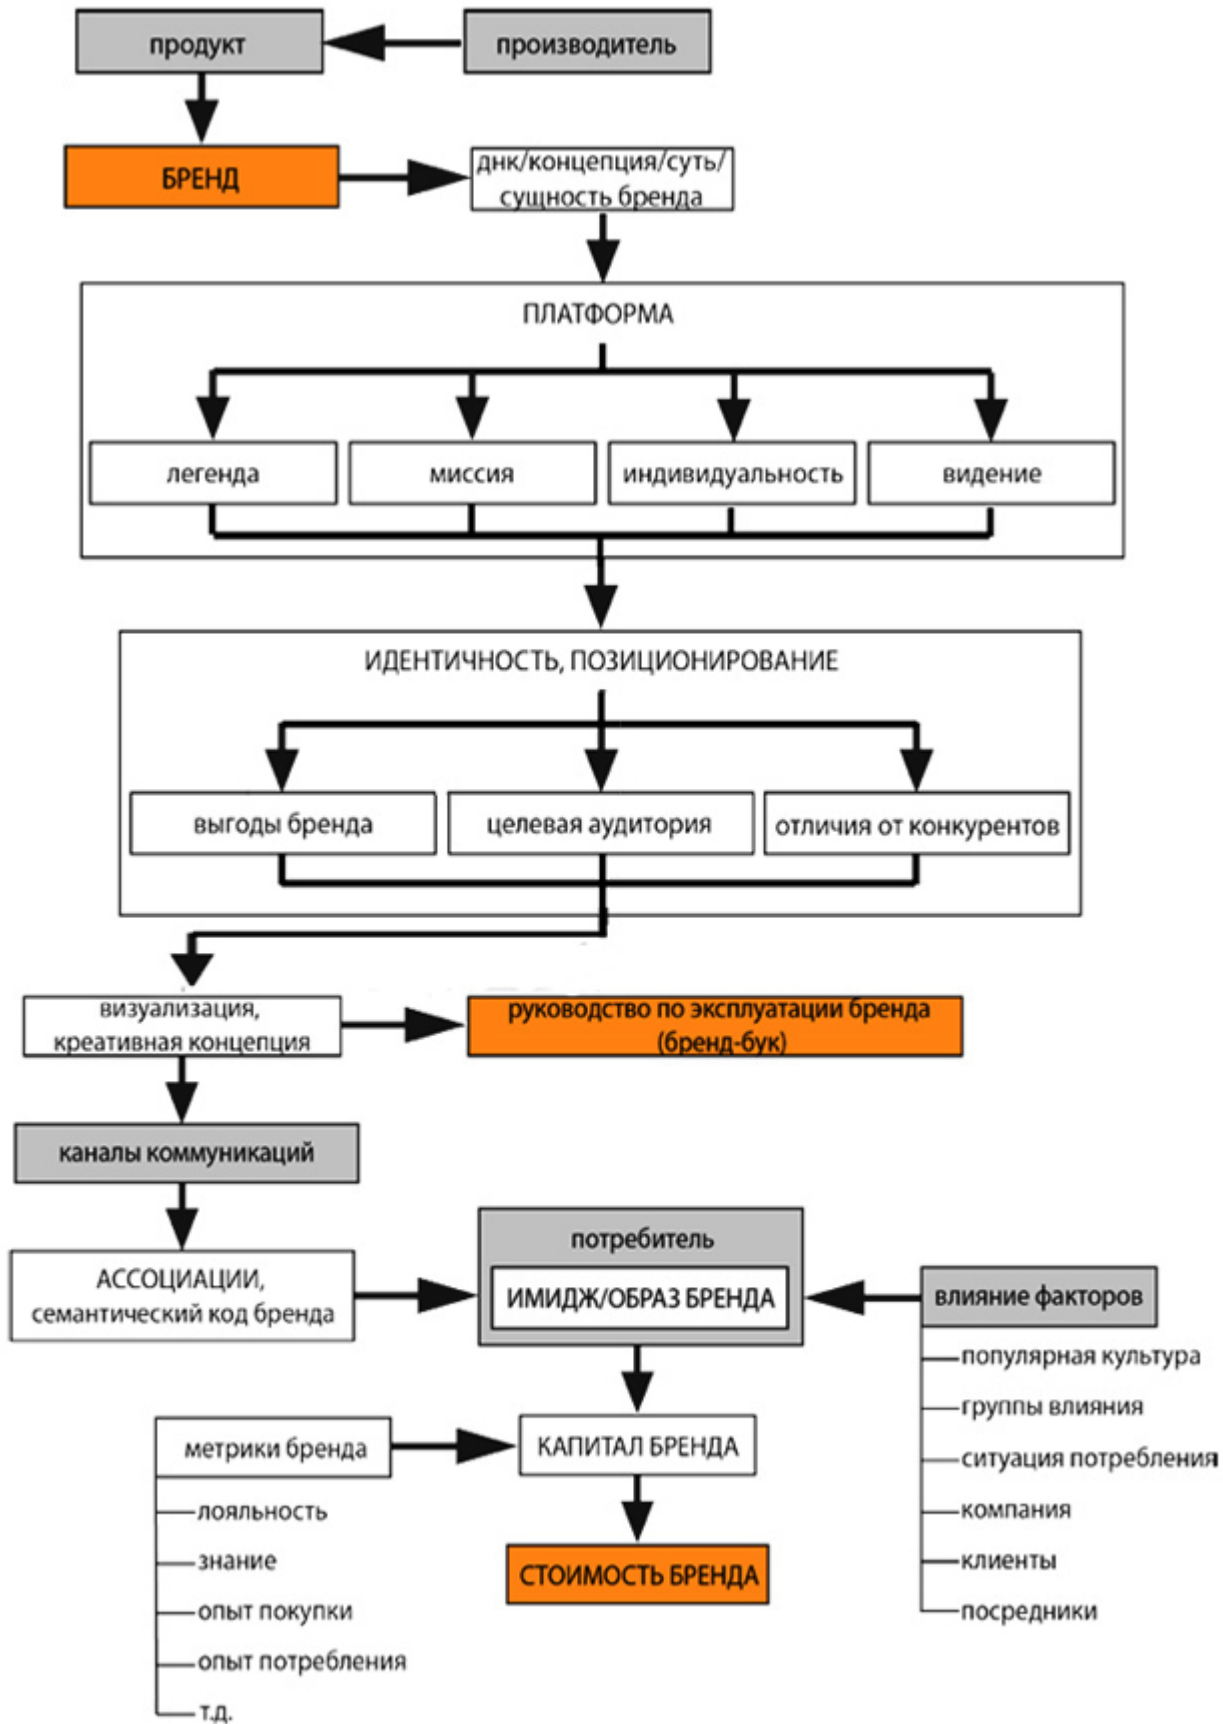 продукт
производитель
БРЕНД
днк/концепция/суть/
сущность бренда
ПЛАТФОРМА
легенда
миссия
индивидуальность
видение
ИДЕНТИЧНОСТЬ, ПОЗИЦИОНИРОВАНИЕ
выгоды бренда
целевая аудитория
отличия от конкурентов
визуализация,
креативная концепция
руководство по эксплуатации бренда
(бренд-бук)
каналы коммуникаций
АССОЦИАЦИИ,
семантический код бренда
потребитель
ИМИДЖ/ОБРАЗ БРЕНДА
влияние факторов
популярная культура
группы влияния
ситуация потребления
компания
клиенты
посредники
метрики бренда
КАПИТАЛ БРЕНДА
лояльность
знание
опыт покупки
опыт потребления
т.д.
СТОИМОСТЬ БРЕНДА